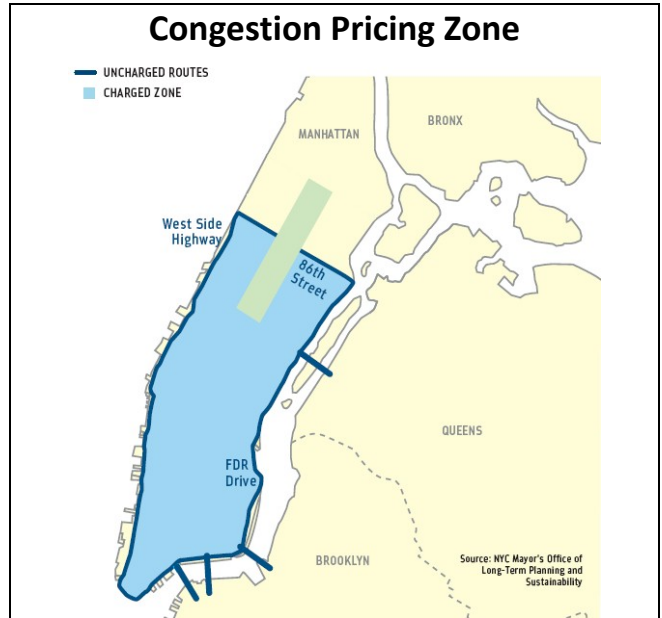 Congestion Pricing Zone
UNCHARGED ROUTES
CHARGED ZONE
MANHATTAN
BRONX
West Side
Highway
86th
Street
QUEENS
FDR
Drive
BROOKLYN
Source: NYC Mayor's Office of
Long-Term Planning and
Sustainability